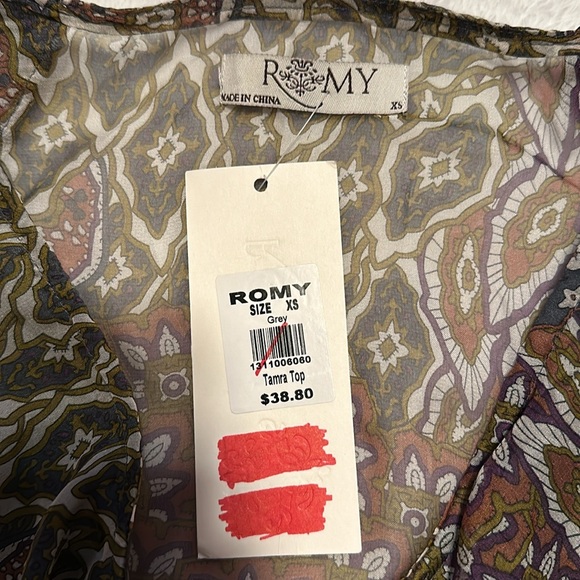 ROMY
MADE IN CHINA
XS
ROMY
SIZE XS
Grey
1311006060
Tamra Top
$38.80